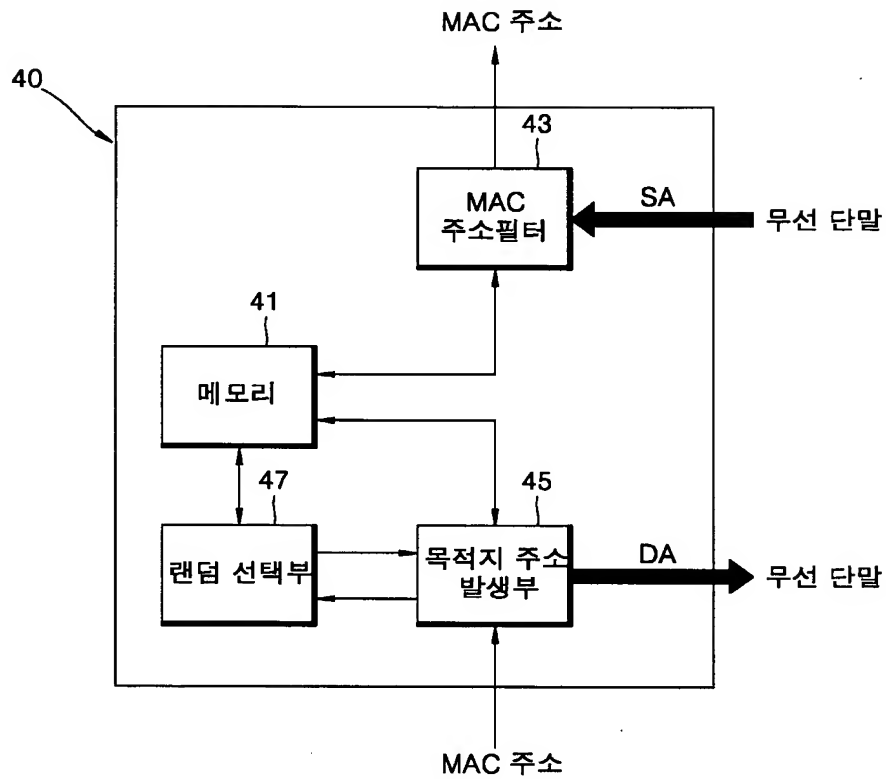 MAC 주소
40
43
MAC
주소필터
SA
무선 단말
41
메모리
47
랜덤 선택부
45
목적지 주소
발생부
DA
무선 단말
MAC 주소